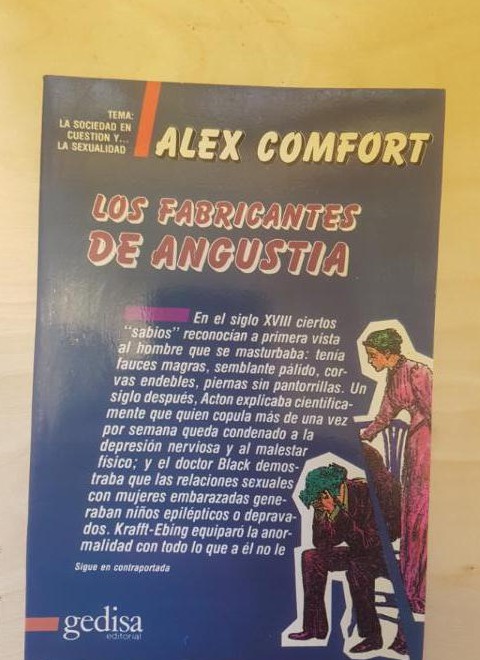 TEMA:
LA SOCIEDAD EN
CUESTION Y...
LA SEXUALIDAD
ALEX COMFORT
LOS FABRICANTES
DE ANGUSTIA
En el siglo XVIII ciertos
"sabios" reconocían a primera vista
al hombre que se masturbaba: tenía
fauces magras, semblante pálido, cor-
vas endebles, piernas sin pantorrillas. Un
siglo después, Acton explicaba científica-
mente que quien copula más de una vez
por semana queda condenado a la
depresión nerviosa y al malestar
físico; y el doctor Black demos-
traba que las relaciones sexuales
con mujeres embarazadas gene-
raban niños epilépticos o deprava-
dos. Krafft-Ebing equiparó la anor-
malidad con todo lo que a él no le
Sigue en contraportada
gedisa
editorial